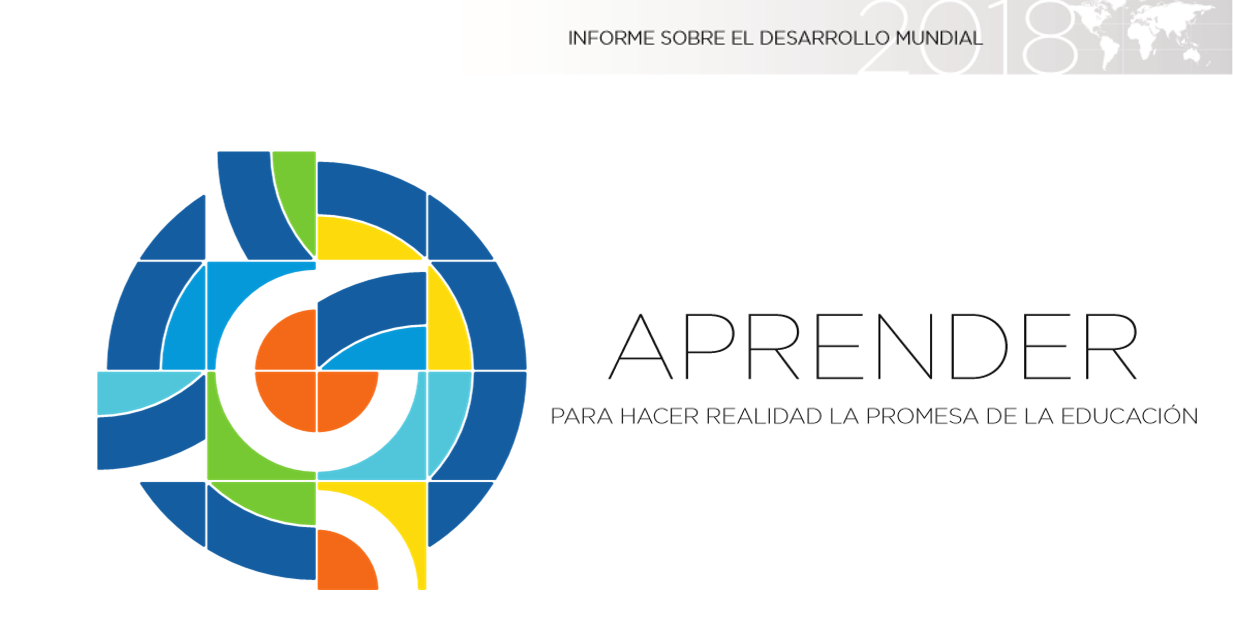 INFORME SOBRE EL DESARROLLO MUNDIAL 2018
APRENDER
PARA HACER REALIDAD LA PROMESA DE LA EDUCACIÓN